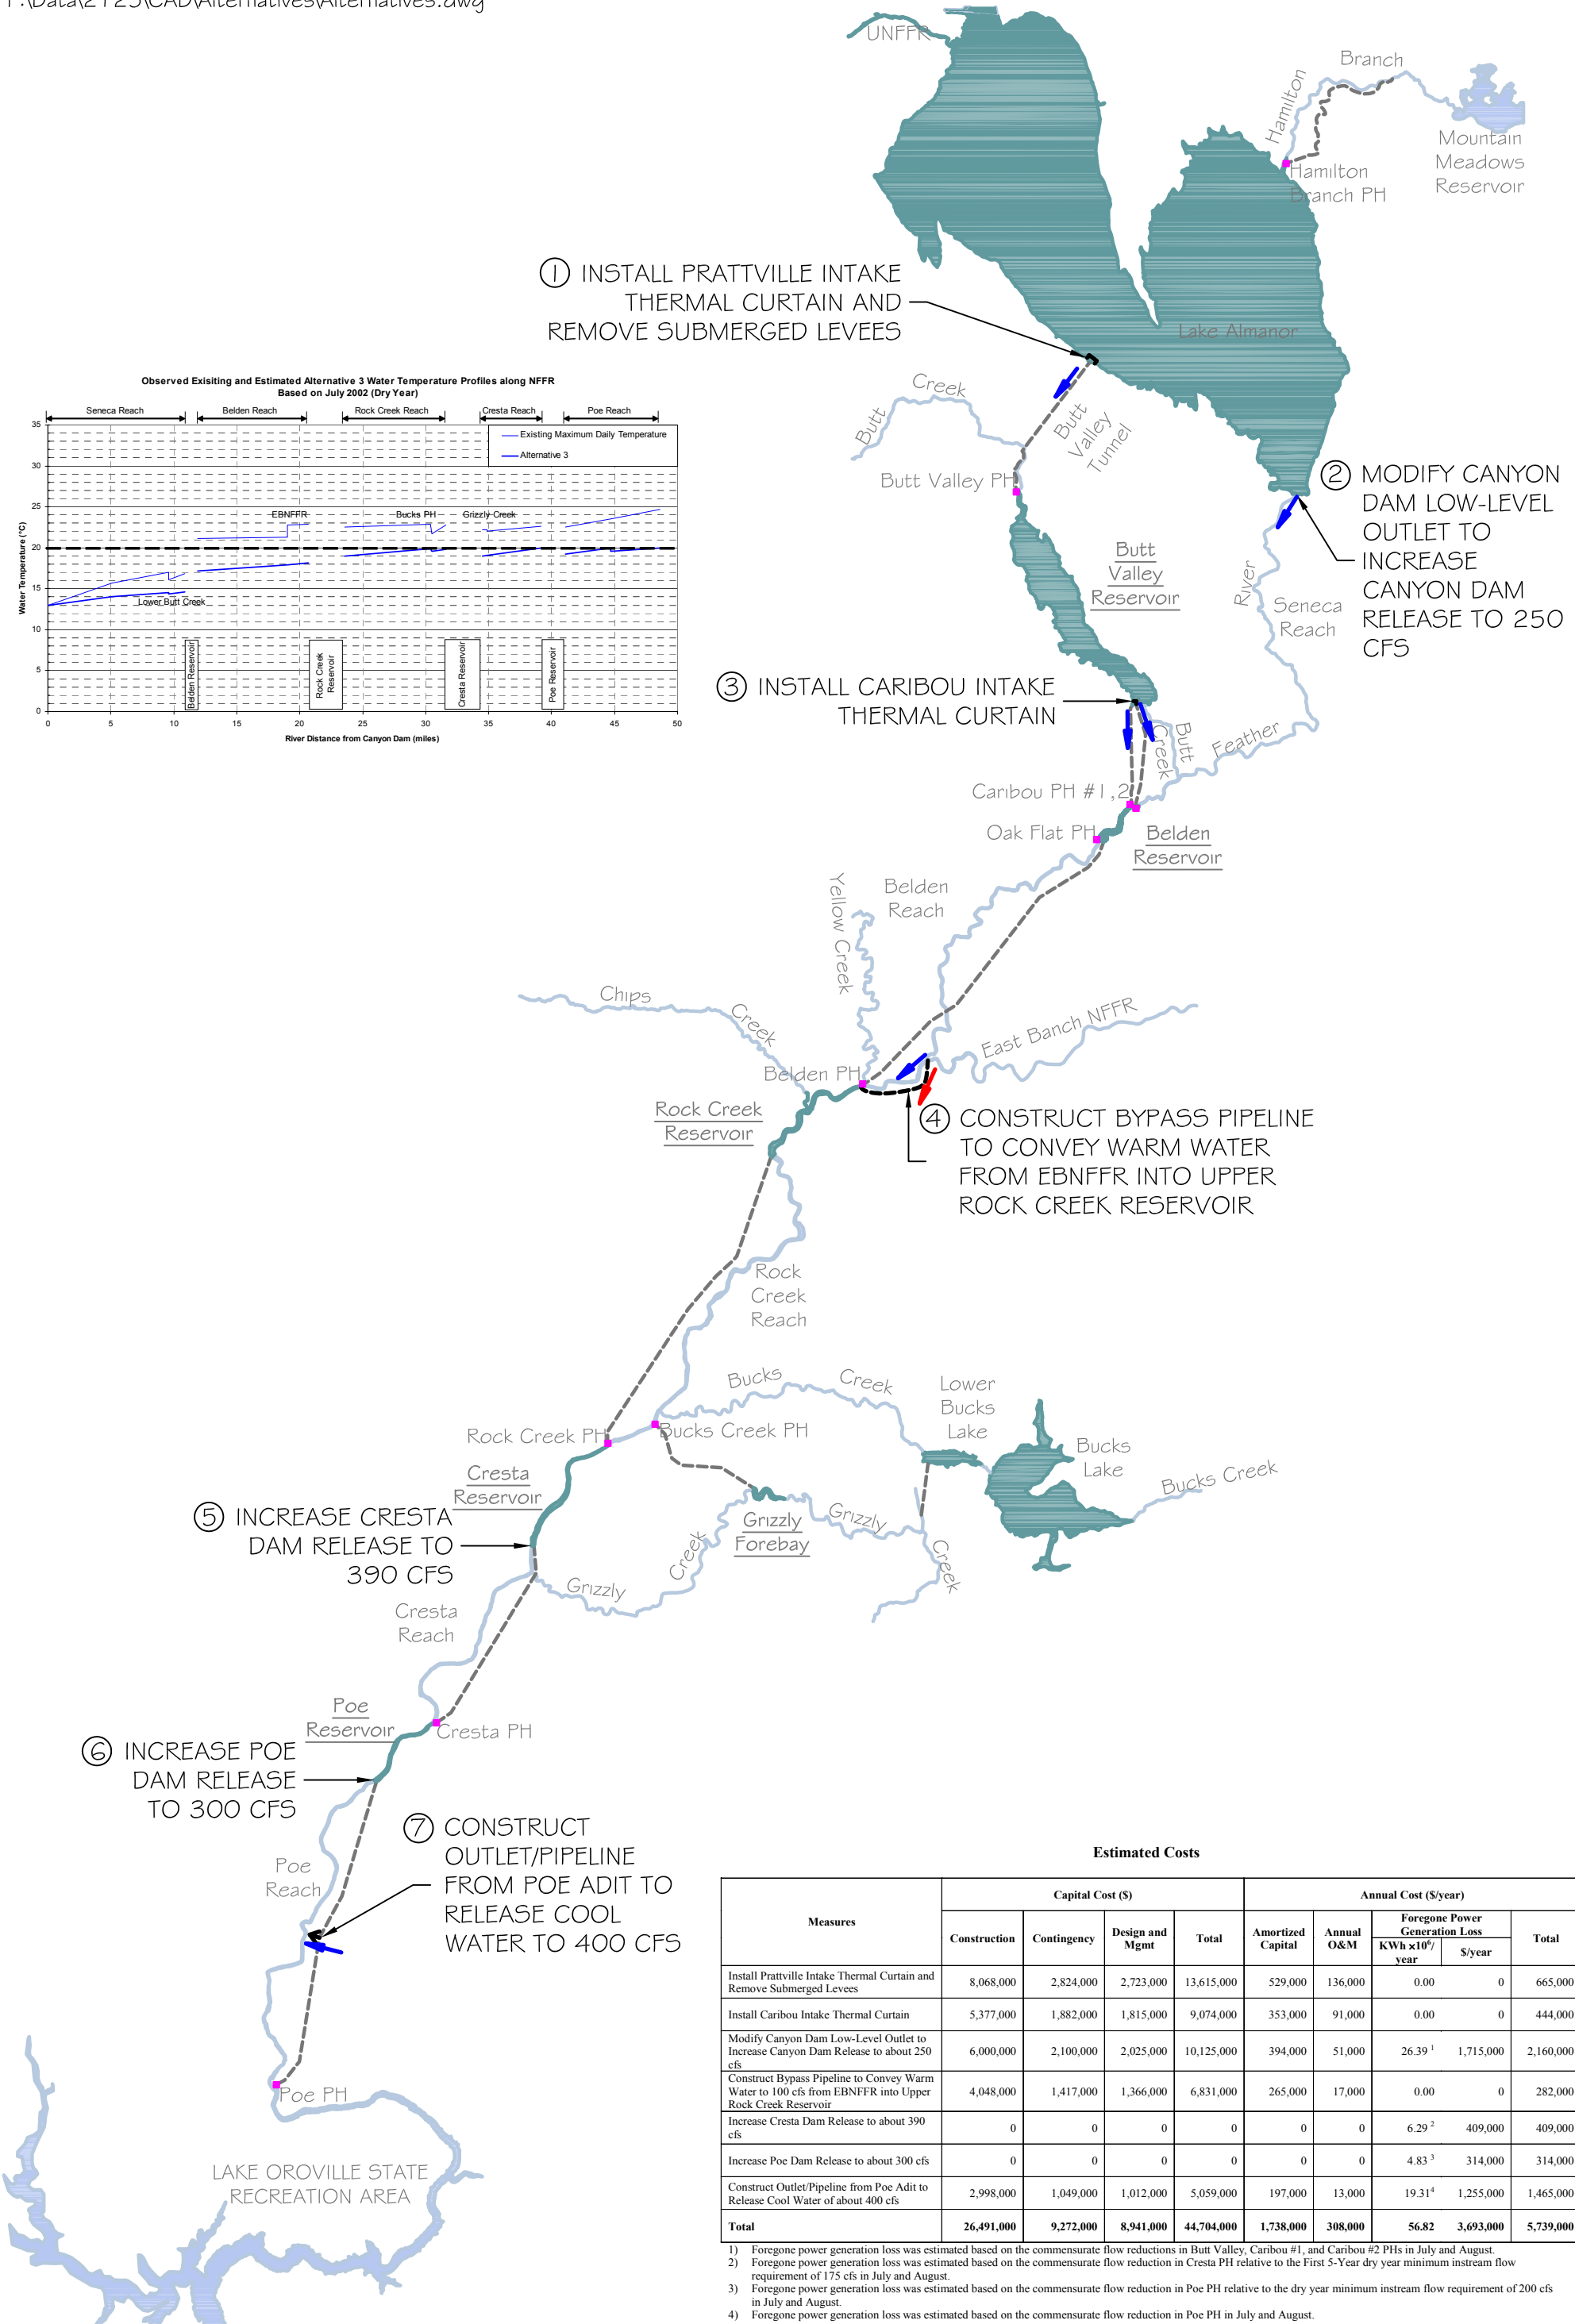 \Data\2123\CAD\Alternatives\Alternatives.dwg
UNFFR
Hamilton
Branch
Mountain
Meadows
Reservoir
Hamilton
Branch PH
1 INSTALL PRATTVILLE INTAKE
THERMAL CURTAIN AND
REMOVE SUBMERGED LEVEES
Lake Almanor
Butt
Creek
Butt
Valley
Tunnel
Butt Valley PH
2 MODIFY CANYON
DAM LOW-LEVEL
OUTLET TO
INCREASE
CANYON DAM
RELEASE TO 250
CFS
Butt
Valley
Reservoir
River
Seneca
Reach
Observed Exisiting and Estimated Alternative 3 Water Temperature Profiles along NFFR
Based on July 2002 (Dry Year)
Seneca Reach
Belden Reach
Rock Creek Reach
Cresta Reach
Poe Reach
Existing Maximum Daily Temperature
Alternative 3
EBNFFR
Bucks PH
Grizzly Creek
Lower Butt Creek
Belden Reservoir
Rock Creek
Reservoir
Cresta Reservoir
Poe Reservoir
Water Temperature (°C)
35
30
25
20
15
10
5
0
0 5 10 15 20 25 30 35 40 45 50
River Distance from Canyon Dam (miles)
3 INSTALL CARIBOU INTAKE
THERMAL CURTAIN
Butt
Creek
Feather
Caribou PH #1,2
Oak Flat PH
Belden
Reservoir
Belden
Reach
Yellow Creek
Chips
Creek
East Banch NFFR
Belden PH
Rock Creek
Reservoir
4 CONSTRUCT BYPASS PIPELINE
TO CONVEY WARM WATER
FROM EBNFFR INTO UPPER
ROCK CREEK RESERVOIR
Rock
Creek
Reach
Bucks
Creek
Lower
Bucks
Lake
Bucks
Lake
Bucks Creek
Rock Creek PH
Bucks Creek PH
Cresta
Reservoir
5 INCREASE CRESTA
DAM RELEASE TO
390 CFS
Grizzly
Forebay
Grizzly
Creek
Creek
Grizzly
Cresta
Reach
Poe
Reservoir
Cresta PH
6 INCREASE POE
DAM RELEASE
TO 300 CFS
7 CONSTRUCT
OUTLET/PIPELINE
FROM POE ADIT TO
RELEASE COOL
WATER TO 400 CFS
Poe
Reach
Poe PH
LAKE OROVILLE STATE
RECREATION AREA
Estimated Costs
Measures
Capital Cost ($)
Annual Cost ($/year)
Construction Contingency Design and Mgmt Total Amortized Capital Annual O&M Foregone Power Generation Loss Total
KWh ×10⁶/ year $/year
Install Prattville Intake Thermal Curtain and
Remove Submerged Levees 8,068,000 2,824,000 2,723,000 13,615,000 529,000 136,000 0.00 0 665,000
Install Caribou Intake Thermal Curtain 5,377,000 1,882,000 1,815,000 9,074,000 353,000 91,000 0.00 0 444,000
Modify Canyon Dam Low-Level Outlet to
Increase Canyon Dam Release to about 250
cfs 6,000,000 2,100,000 2,025,000 10,125,000 394,000 51,000 26.39 ¹ 1,715,000 2,160,000
Construct Bypass Pipeline to Convey Warm
Water to 100 cfs from EBNFFR into Upper
Rock Creek Reservoir 4,048,000 1,417,000 1,366,000 6,831,000 265,000 17,000 0.00 0 282,000
Increase Cresta Dam Release to about 390
cfs 0 0 0 0 0 0 6.29 ² 409,000 409,000
Increase Poe Dam Release to about 300 cfs 0 0 0 0 0 0 4.83 ³ 314,000 314,000
Construct Outlet/Pipeline from Poe Adit to
Release Cool Water of about 400 cfs 2,998,000 1,049,000 1,012,000 5,059,000 197,000 13,000 19.31⁴ 1,255,000 1,465,000
Total 26,491,000 9,272,000 8,941,000 44,704,000 1,738,000 308,000 56.82 3,693,000 5,739,000
1) Foregone power generation loss was estimated based on the commensurate flow reductions in Butt Valley, Caribou #1, and Caribou #2 PHs in July and August.
2) Foregone power generation loss was estimated based on the commensurate flow reduction in Cresta PH relative to the First 5-Year dry year minimum instream flow
requirement of 175 cfs in July and August.
3) Foregone power generation loss was estimated based on the commensurate flow reduction in Poe PH relative to the dry year minimum instream flow requirement of 200 cfs
in July and August.
4) Foregone power generation loss was estimated based on the commensurate flow reduction in Poe PH in July and August.